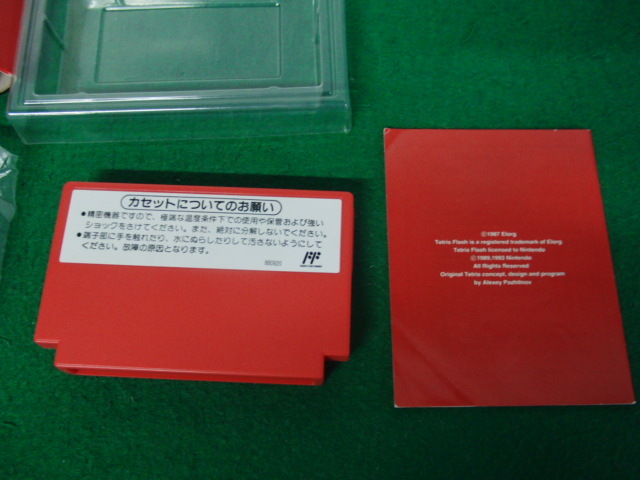 カセットについてのお願い
●精密機器ですので、極端な温度条件下での使用や保管および強い
ショックをさけてください。また、絶対に分解しないでください。
●端子部に手を触れたり、水にぬらしたりして汚さないようにして
ください。故障の原因となります。
©1987 Elorg
Tetris Flash is a registered trademark of Elorg
Tetris Flash licensed to Nintendo
©1989,1993 Nintendo
All Rights Reserved
Original Tetris concept, design and program
by Alexey Pazhitnov